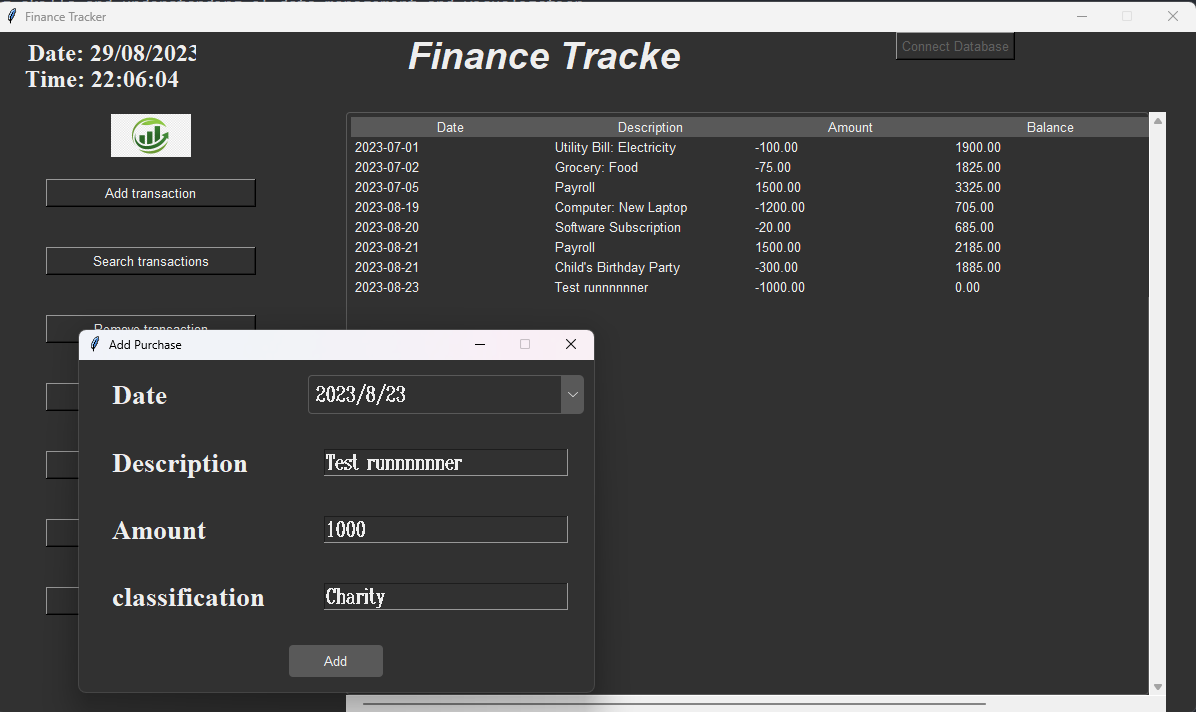 Finance Tracker
Date: 29/08/2023
Time: 22:06:04
Finance Tracke
Connect Database
Add transaction
Search transactions
Remove transaction
Date Description Amount Balance
2023-07-01 Utility Bill: Electricity -100.00 1900.00
2023-07-02 Grocery: Food -75.00 1825.00
2023-07-05 Payroll 1500.00 3325.00
2023-08-19 Computer: New Laptop -1200.00 705.00
2023-08-20 Software Subscription -20.00 685.00
2023-08-21 Payroll 1500.00 2185.00
2023-08-21 Child's Birthday Party -300.00 1885.00
2023-08-23 Test runnnnnner -1000.00 0.00
Add Purchase
Date 2023/8/23
Description Test runnnnnner
Amount 1000
classification Charity
Add